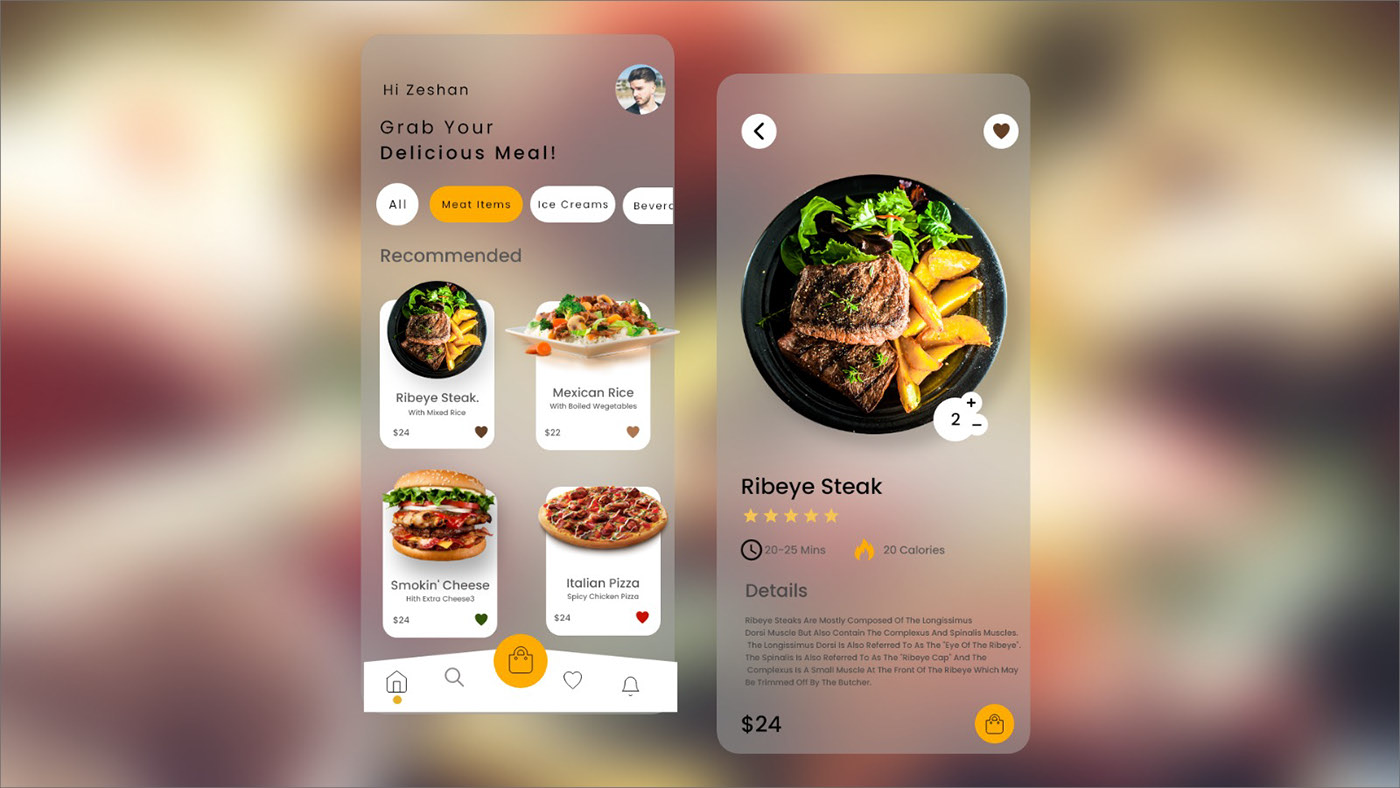 Hi Zeshan
Grab Your
Delicious Meal!
All
Meat Items
Ice Creams
Bevera
Recommended
Ribeye Steak.
With Mixed Rice
$24
Mexican Rice
With Boiled Wegetables
$22
Smokin' Cheese
Hith Extra Cheese3
$24
Italian Pizza
Spicy Chicken Pizza
$24
2
+
−
Ribeye Steak
20-25 Mins
20 Calories
Details
Ribeye Steaks Are Mostly Composed Of The Longissimus
Dorsi Muscle But Also Contain The Complexus And Spinalis Muscles.
The Longissimus Dorsi Is Also Referred To As The "Eye Of The Ribeye".
The Spinalis Is Also Referred To As The "Ribeye Cap" And The
Complexus Is A Small Muscle At The Front Of The Ribeye Which May
Be Trimmed Off By The Butcher.
$24